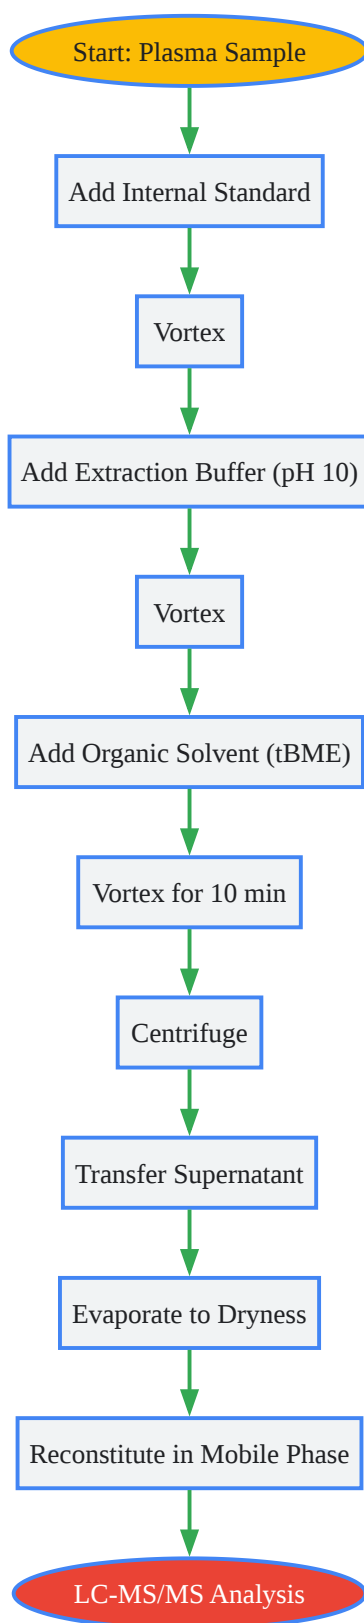 Start: Plasma Sample
Add Internal Standard
Vortex
Add Extraction Buffer (pH 10)
Vortex
Add Organic Solvent (tBME)
Vortex for 10 min
Centrifuge
Transfer Supernatant
Evaporate to Dryness
Reconstitute in Mobile Phase
LC-MS/MS Analysis